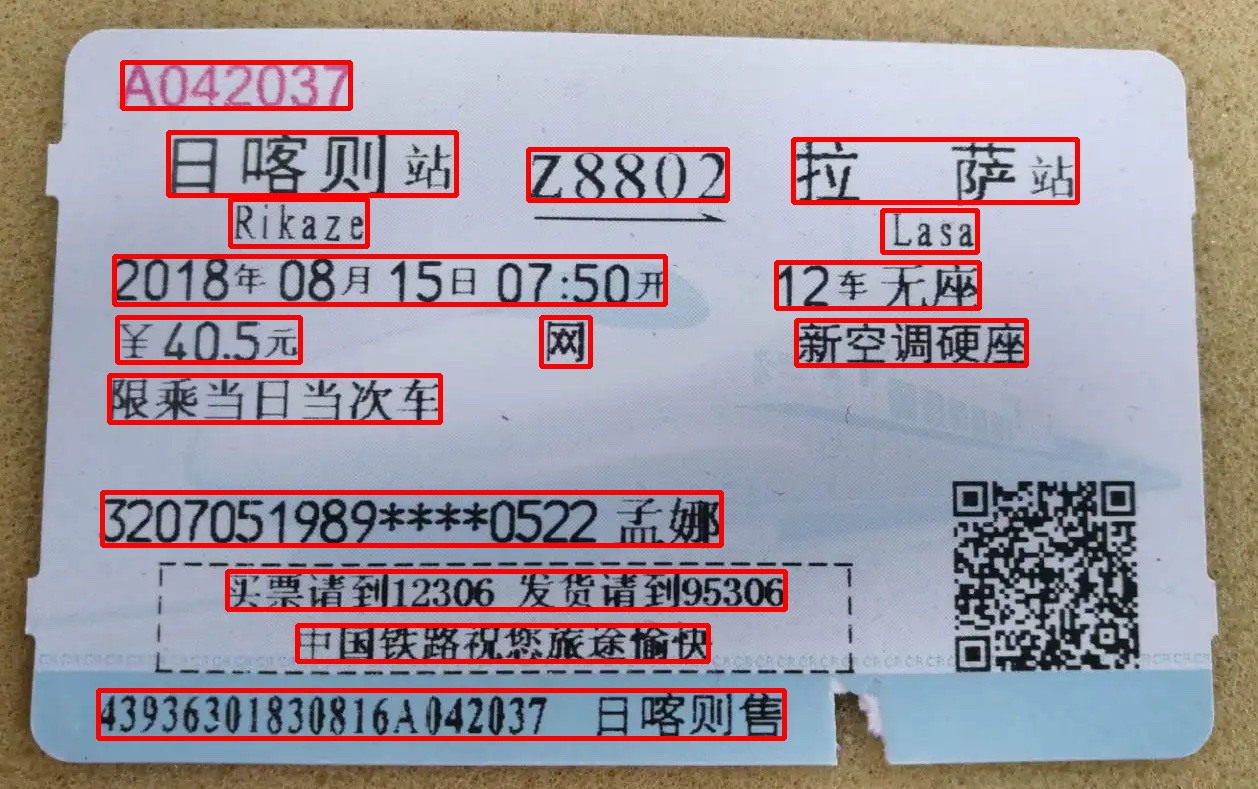 A042037
日喀则站 Z8802 拉萨站
Rikaze Lasa
2018年08月15日07:50开 12车无座
￥40.5元 网 新空调硬座
限乘当日当次车
3207051989****0522 孟娜
买票请到12306 发货请到95306
中国铁路祝您旅途愉快
43936301830816A042037 日喀则售